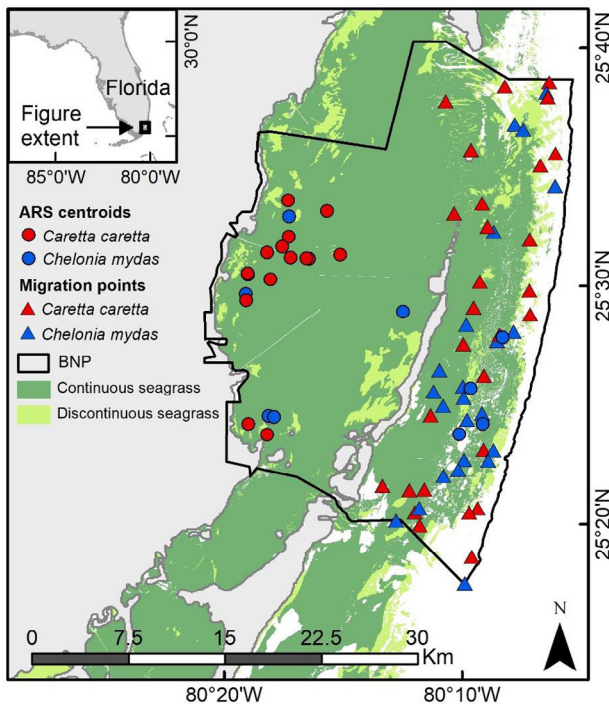 Florida
Figure
extent
30°0'N
85°0'W
80°0'W
ARS centroids
Caretta caretta
Chelonia mydas
Migration points
Caretta caretta
Chelonia mydas
BNP
Continuous seagrass
Discontinuous seagrass
25°40'N
25°30'N
25°20'N
N
0
7.5
15
22.5
30
Km
80°20'W
80°10'W